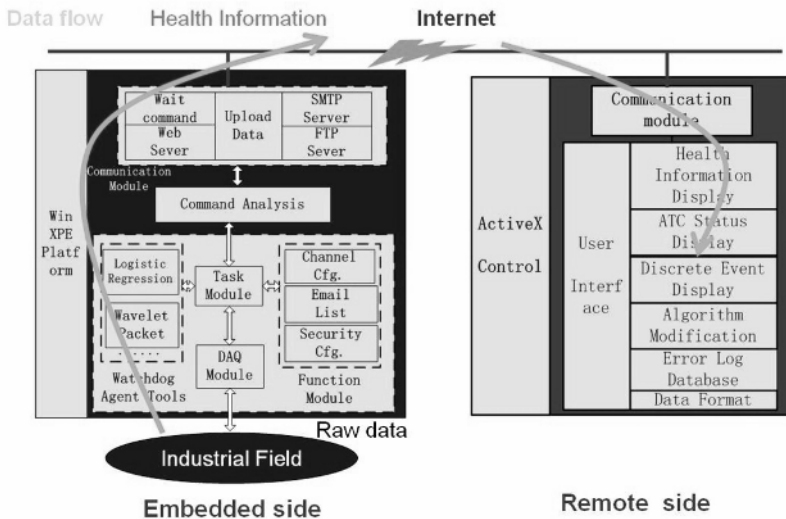 Data flow
Health Information
Internet
Wait
command
Web
Sever
Upload
Data
SMTP
Server
FTP
Sever
Communication
Module
Command Analysis
Win
XPE
Platf
orm
Logistic
Regression
Wavelet
Packet
......
Watchdog
Agent Tools
Task
Module
DAQ
Module
Channel
Cfg.
Email
List
Security
Cfg.
Function
Module
Raw data
Industrial Field
Embedded side
Communication
module
ActiveX
Control
User
Interf
ace
Health
Information
Display
ATC Status
Display
Discrete Event
Display
Algorithm
Modification
Error Log
Database
Data Format
Remote side